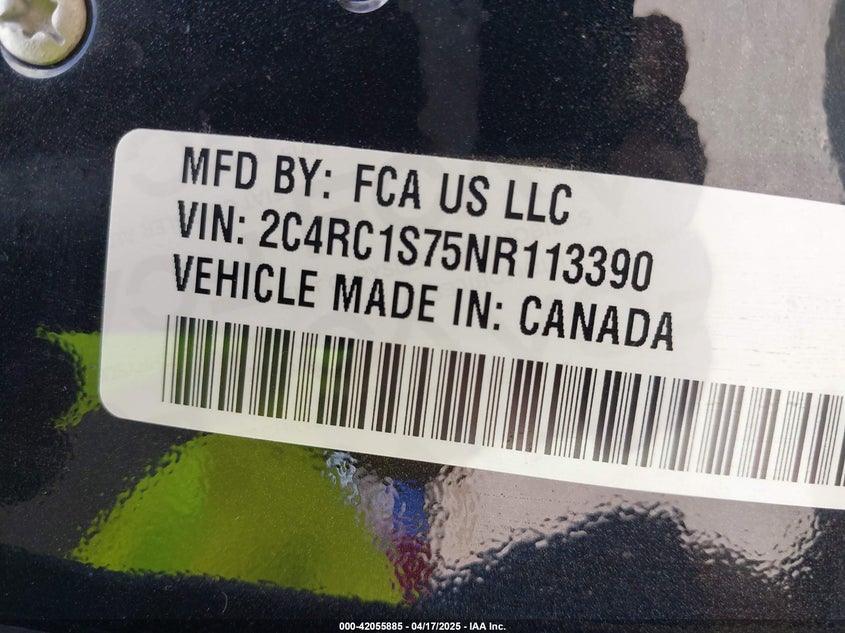 MFD BY: FCA US LLC
VIN: 2C4RC1S75NR113390
VEHICLE MADE IN: CANADA
000-42055885 - 04/17/2025 - IAA Inc.